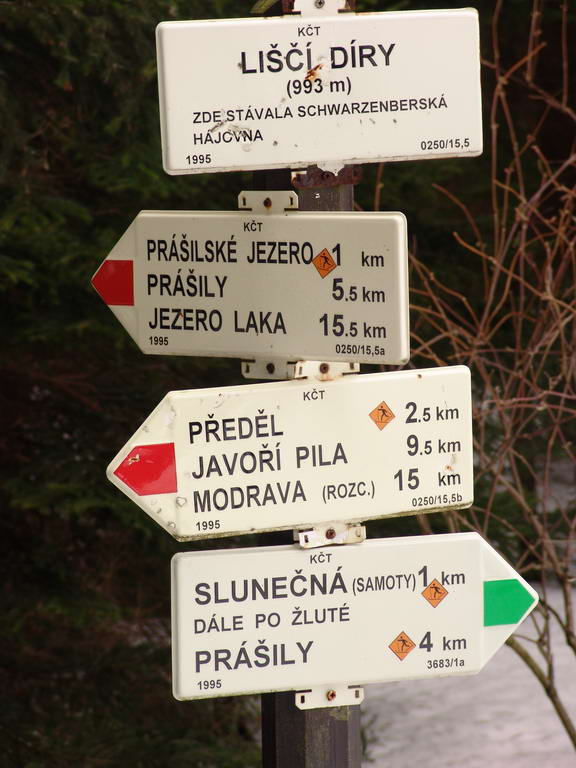 KČT
LIŠČÍ DÍRY
(993 m)
ZDE STÁVALA SCHWARZENBERSKÁ
HÁJOVNA
1995 0250/15,5
KČT
PRÁŠILSKÉ JEZERO 1 km
PRÁŠILY 5.5 km
JEZERO LAKA 15.5 km
1995 0250/15,5a
KČT
PŘEDĚL 2.5 km
JAVOŘÍ PILA 9.5 km
MODRAVA (ROZC.) 15 km
1995 0250/15,5b
KČT
SLUNEČNÁ (SAMOTY) 1 km
DÁLE PO ŽLUTÉ
PRÁŠILY 4 km
1995 3683/1a